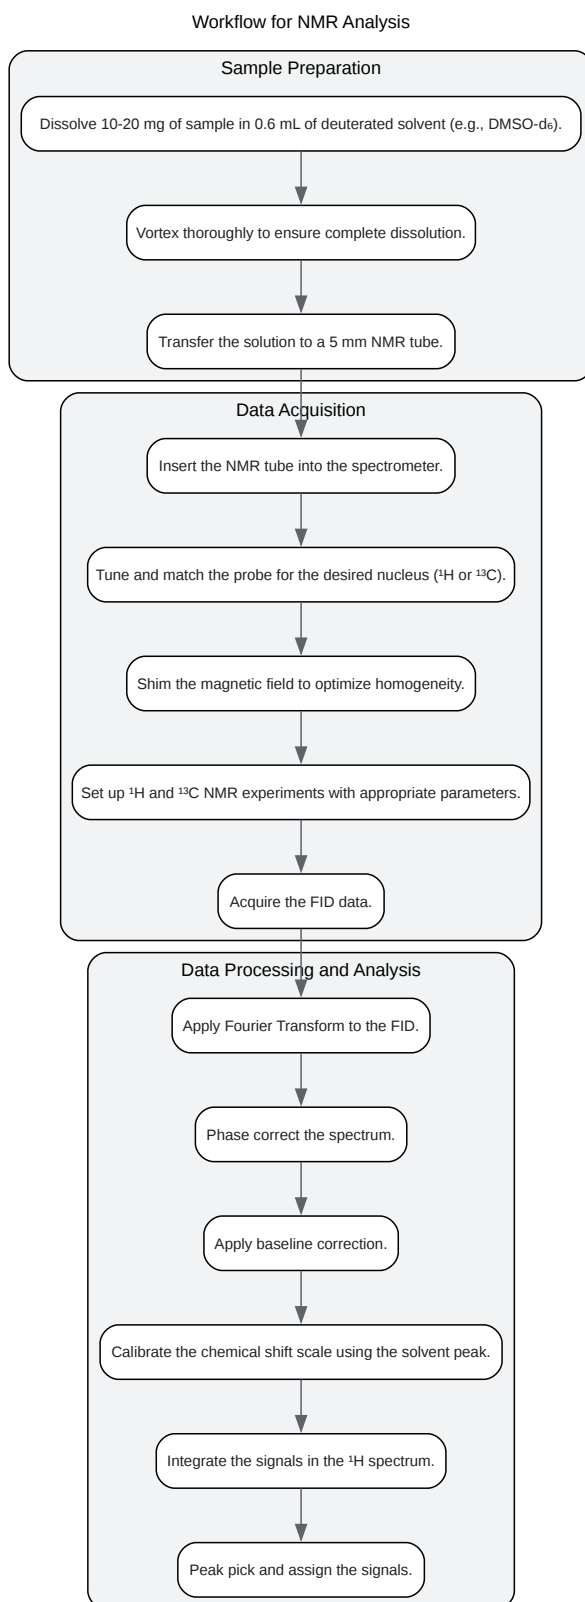 Workflow for NMR Analysis
Sample Preparation
Dissolve 10-20 mg of sample in 0.6 mL of deuterated solvent (e.g., DMSO-d₆).
Vortex thoroughly to ensure complete dissolution.
Transfer the solution to a 5 mm NMR tube.
Data Acquisition
Insert the NMR tube into the spectrometer.
Tune and match the probe for the desired nucleus (¹H or ¹³C).
Shim the magnetic field to optimize homogeneity.
Set up ¹H and ¹³C NMR experiments with appropriate parameters.
Acquire the FID data.
Data Processing and Analysis
Apply Fourier Transform to the FID.
Phase correct the spectrum.
Apply baseline correction.
Calibrate the chemical shift scale using the solvent peak.
Integrate the signals in the ¹H spectrum.
Peak pick and assign the signals.